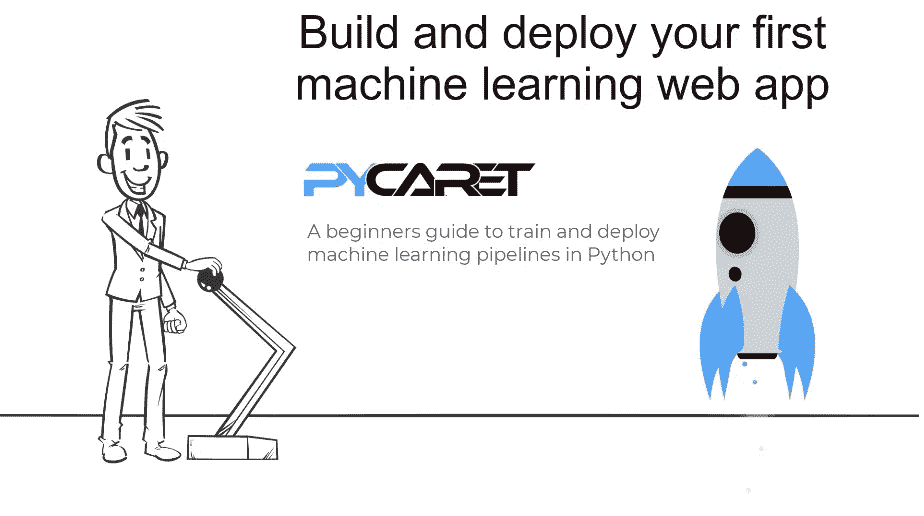 Build and deploy your first
machine learning web app
PYCARET
A beginners guide to train and deploy
machine learning pipelines in Python